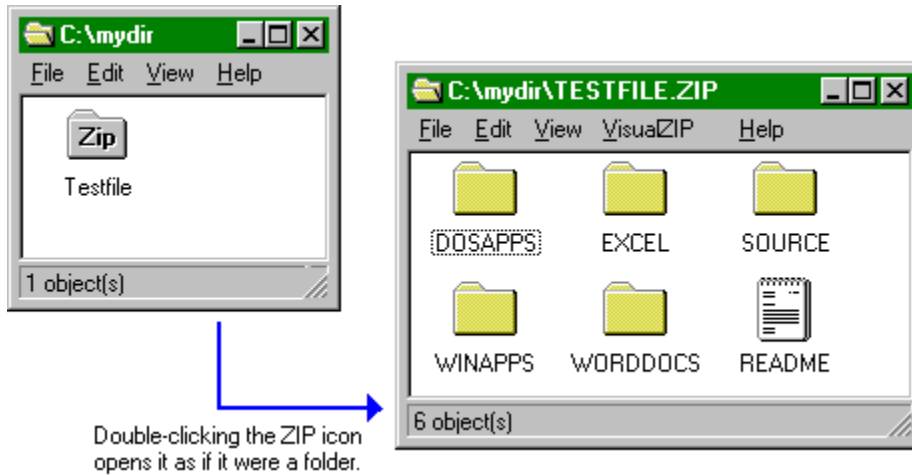 C:\mydir
File Edit View Help
Zip
Testfile
1 object(s)
C:\mydir\TESTFILE.ZIP
File Edit View VisualZIP Help
DOSAPPS EXCEL SOURCE
WINAPPS WORDDOCS README
6 object(s)
Double-clicking the ZIP icon
opens it as if it were a folder.